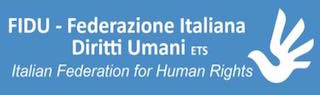 FIDU - Federazione Italiana
Diritti Umani ETS
Italian Federation for Human Rights